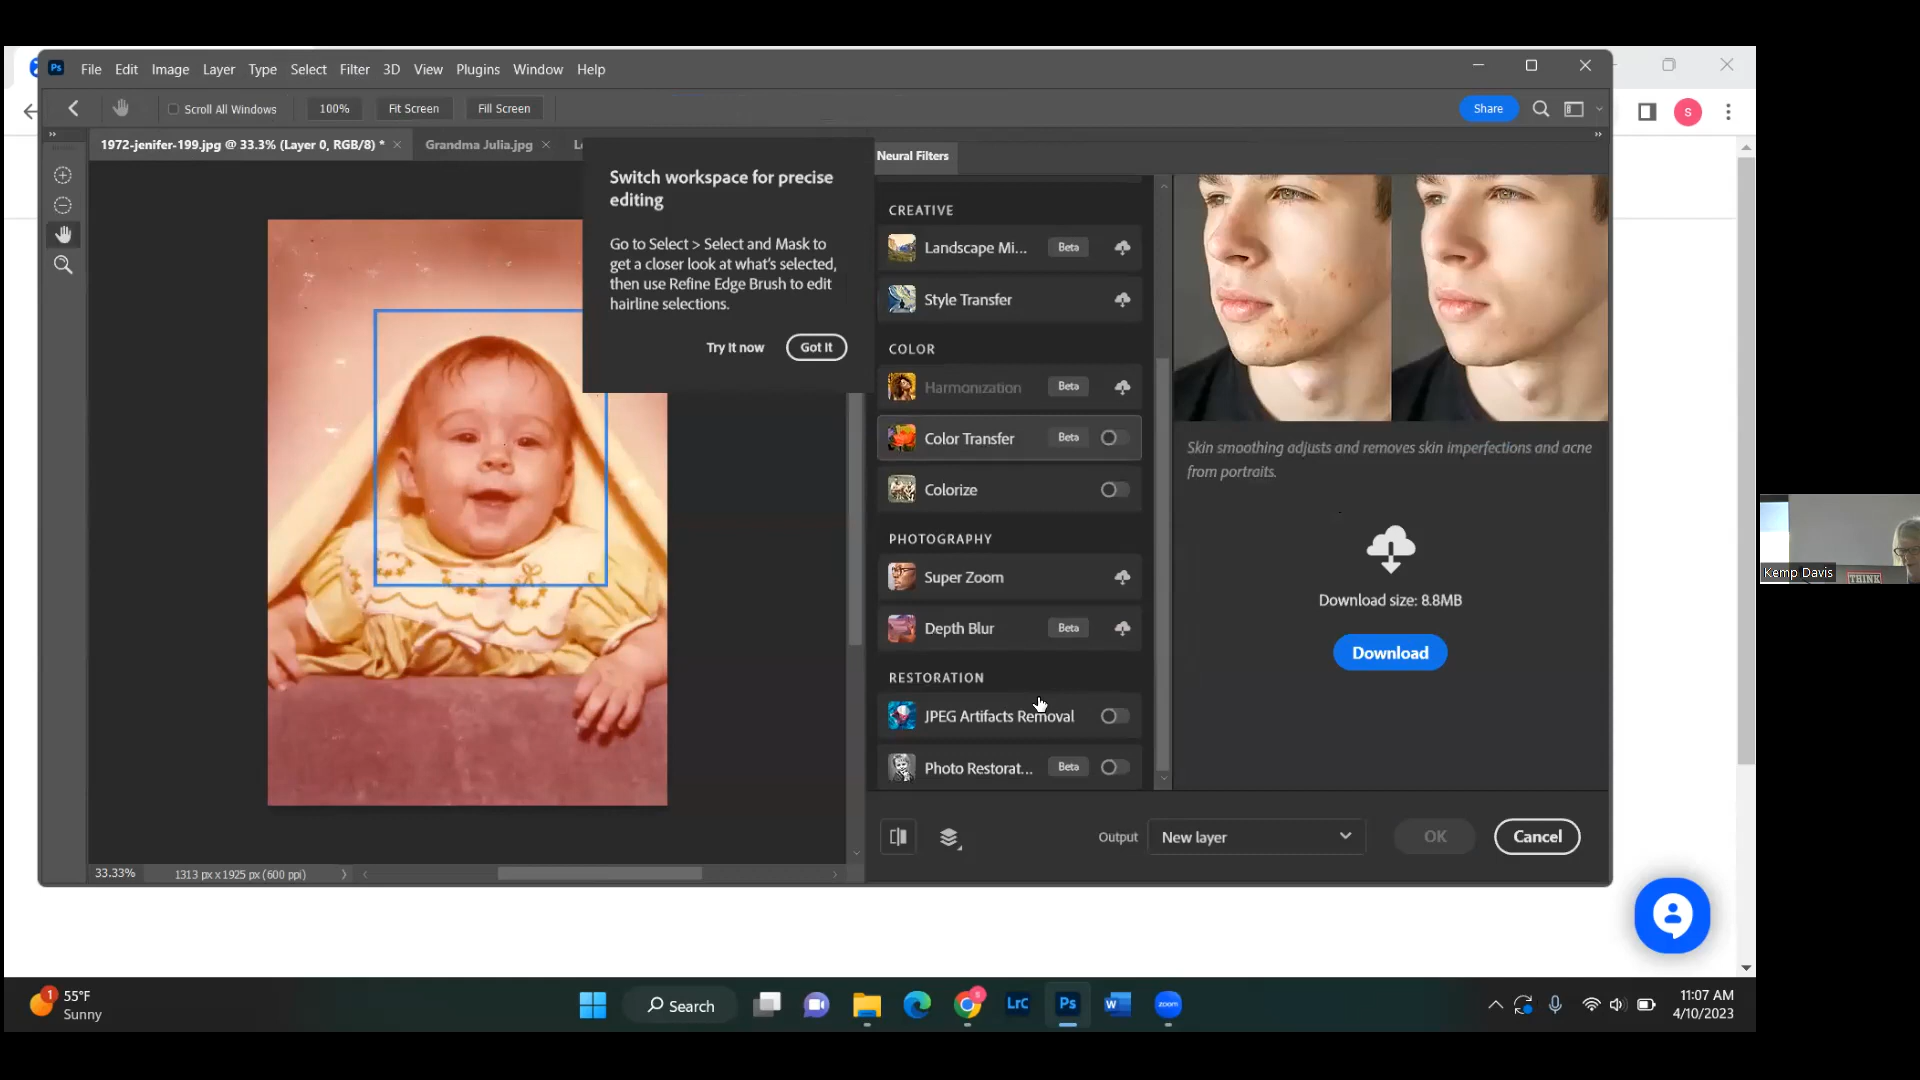 Ps File Edit Image Layer Type Select Filter 3D View Plugins Window Help
Scroll All Windows 100% Fit Screen Fill Screen Share
S
1972-jenifer-199.jpg @ 33.3% (Layer 0, RGB/8) * Grandma Julia.jpg
Neural Filters
Switch workspace for precise
editing
Go to Select > Select and Mask to
get a closer look at what's selected,
then use Refine Edge Brush to edit
hairline selections.
Try it now Got it
CREATIVE
Landscape Mi... Beta
Style Transfer
COLOR
Harmonization Beta
Color Transfer Beta
Colorize
PHOTOGRAPHY
Super Zoom
Depth Blur Beta
RESTORATION
JPEG Artifacts Removal
Photo Restorat... Beta
Skin smoothing adjusts and removes skin imperfections and acne
from portraits.
Download size: 8.8MB
Download
Output New layer OK Cancel
33.33% 1313 px x 1925 px (600 ppi)
Kemp Davis
THINK
1
55°F
Sunny
Search
LrC
Ps
W
zoom
11:07 AM
4/10/2023